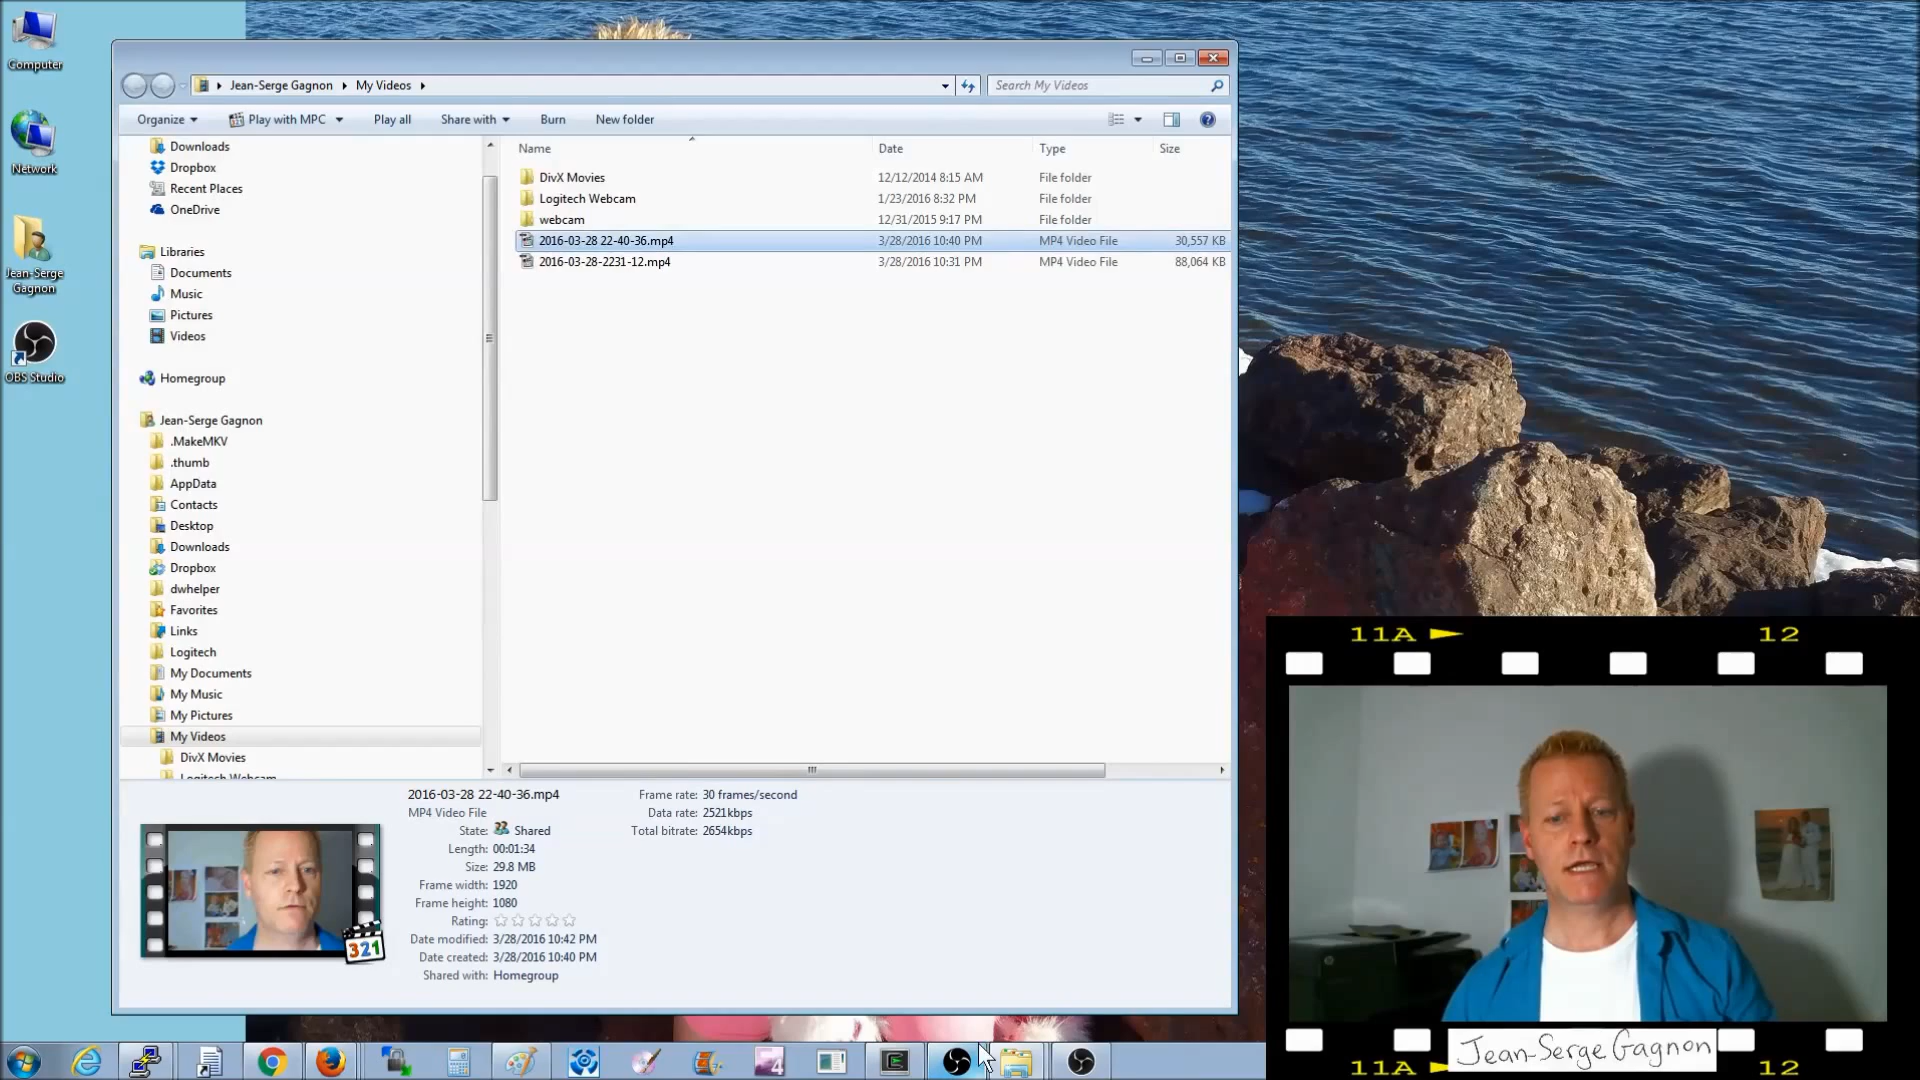 Computer
Network
Jean-Serge
Gagnon
OBS Studio
Jean-Serge Gagnon
My Videos
Search My Videos
Organize
Play with MPC
Play all
Share with
Burn
New folder
Downloads
Dropbox
Recent Places
OneDrive
Libraries
Documents
Music
Pictures
Videos
Homegroup
Jean-Serge Gagnon
.MakeMKV
.thumb
AppData
Contacts
Desktop
Downloads
Dropbox
dwhelper
Favorites
Links
Logitech
My Documents
My Music
My Pictures
My Videos
DivX Movies
Logitech Webcam
Name Date Type Size
DivX Movies 12/12/2014 8:15 AM File folder
Logitech Webcam 1/23/2016 8:32 PM File folder
webcam 12/31/2015 9:17 PM File folder
2016-03-28 22-40-36.mp4 3/28/2016 10:40 PM MP4 Video File 30,557 KB
2016-03-28-2231-12.mp4 3/28/2016 10:31 PM MP4 Video File 88,064 KB
321
2016-03-28 22-40-36.mp4
MP4 Video File
State: Shared
Length: 00:01:34
Size: 29.8 MB
Frame width: 1920
Frame height: 1080
Rating:
Date modified: 3/28/2016 10:42 PM
Date created: 3/28/2016 10:40 PM
Shared with: Homegroup
Frame rate: 30 frames/second
Data rate: 2521kbps
Total bitrate: 2654kbps
4
11A 12
Jean-Serge Gagnon
11A 12